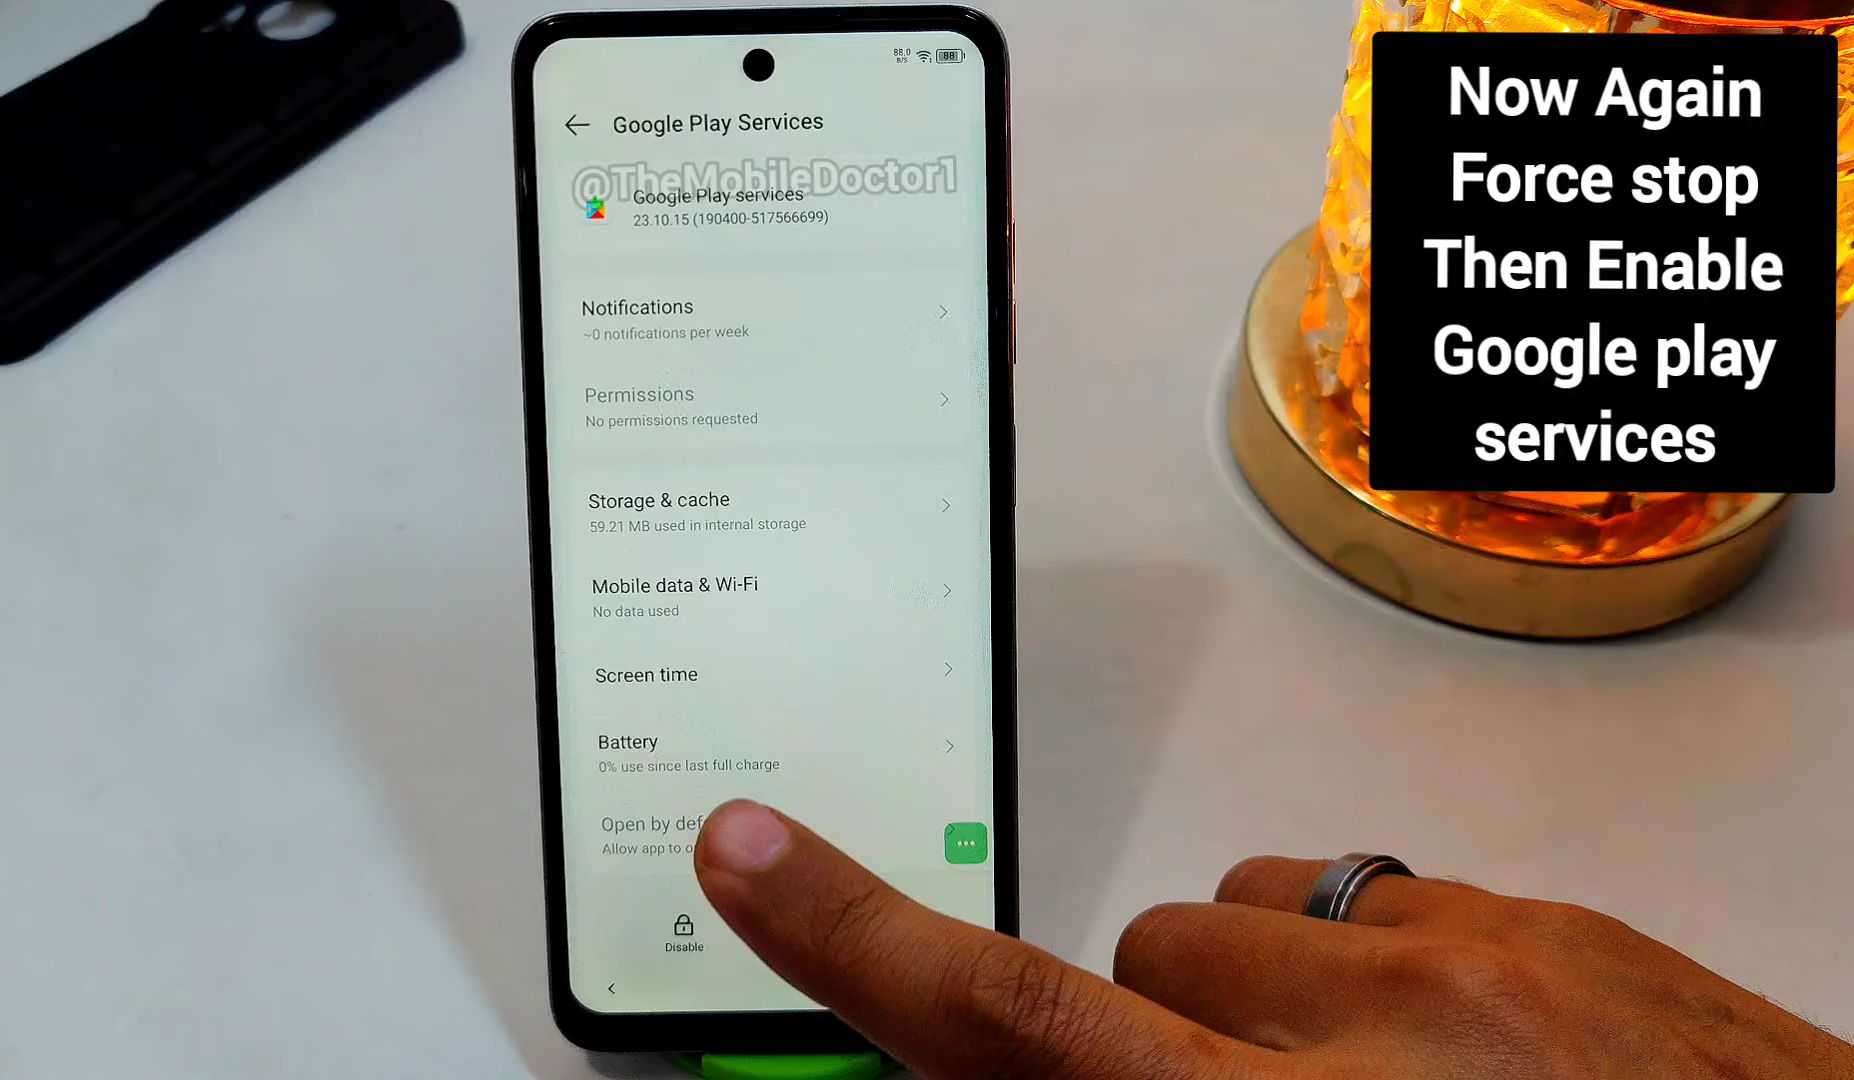 88.0
B/S
88
Google Play Services
@TheMobileDoctor1
Google Play services
23.10.15 (190400-517566699)
Notifications
~0 notifications per week
Permissions
No permissions requested
Storage & cache
59.21 MB used in internal storage
Mobile data & Wi-Fi
No data used
Screen time
Battery
0% use since last full charge
Open by def
Allow app to o
Disable
Now Again
Force stop
Then Enable
Google play
services